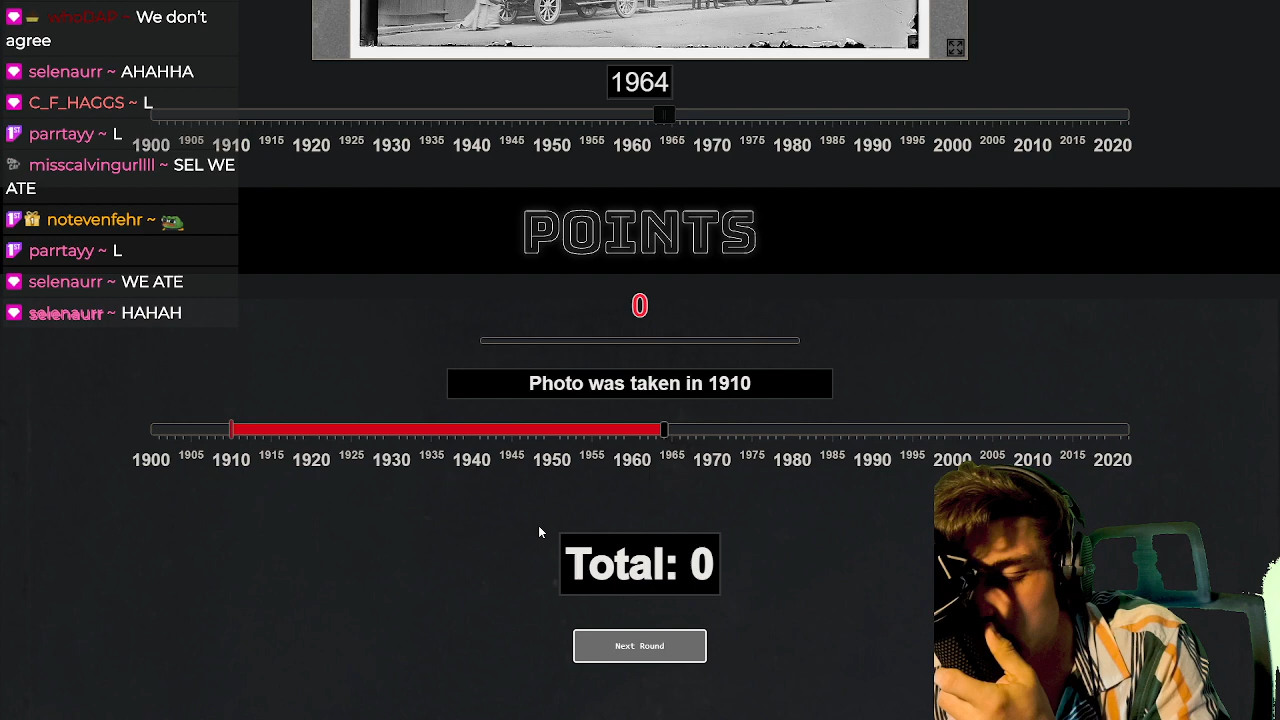 whoDAP ~ We don't
agree
selenaurr ~ AHAHHA
C_F_HAGGS ~ L
parrtayy ~ L
misscalvingurllll ~ SEL WE
ATE
notevenfehr ~
parrtayy ~ L
selenaurr ~ WE ATE
selenaurr ~ HAHAH
1964
1900 1905 1910 1915 1920 1925 1930 1935 1940 1945 1950 1955 1960 1965 1970 1975 1980 1985 1990 1995 2000 2005 2010 2015 2020
POINTS
0
Photo was taken in 1910
1900 1905 1910 1915 1920 1925 1930 1935 1940 1945 1950 1955 1960 1965 1970 1975 1980 1985 1990 1995 2000 2005 2010 2015 2020
Total: 0
Next Round